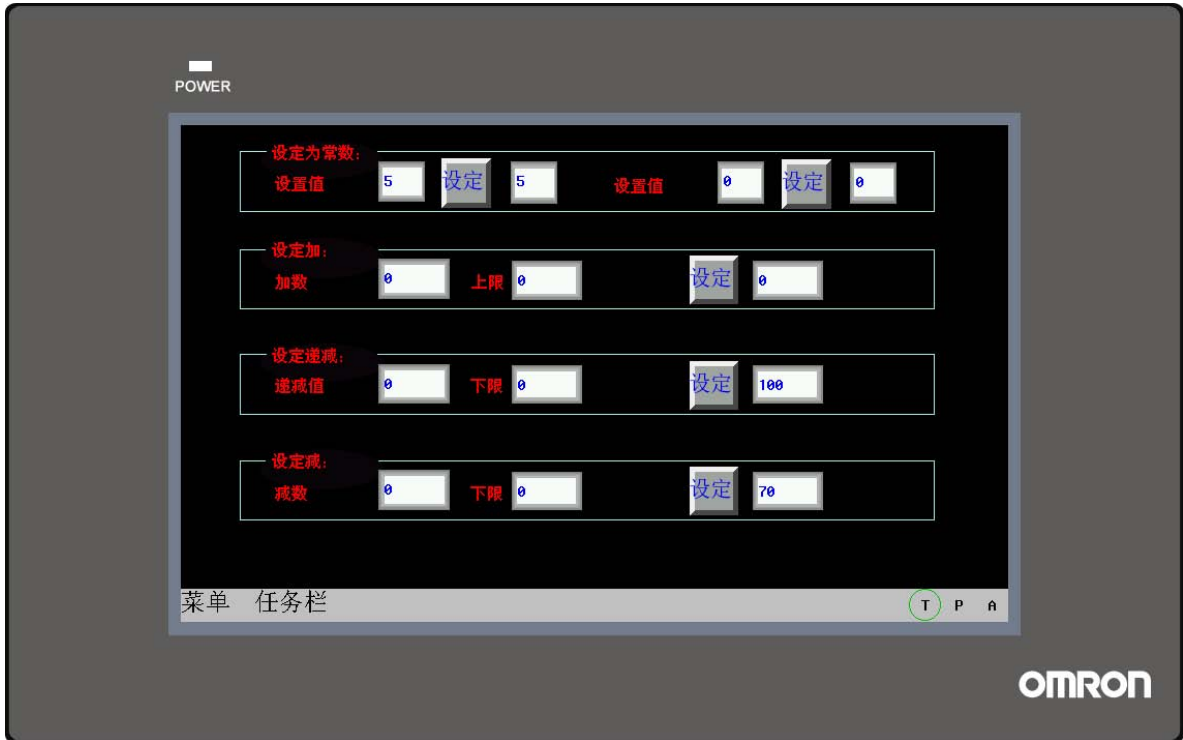 POWER
设定为常数:
设置值 5 设定 5 设置值 0 设定 0
设定加:
加数 0 上限 0 设定 0
设定递减:
递减值 0 下限 0 设定 100
设定减:
减数 0 下限 0 设定 70
菜单 任务栏 T P A
OMRON